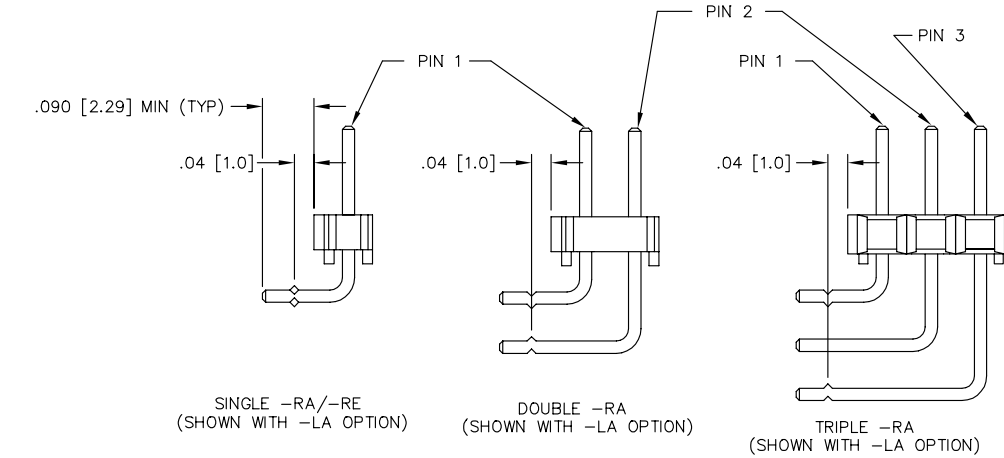 PIN 2
PIN 3
PIN 1
PIN 1
.090 [2.29] MIN (TYP)
.04 [1.0]
.04 [1.0]
.04 [1.0]
SINGLE -RA/-RE
(SHOWN WITH -LA OPTION)
DOUBLE -RA
(SHOWN WITH -LA OPTION)
TRIPLE -RA
(SHOWN WITH -LA OPTION)